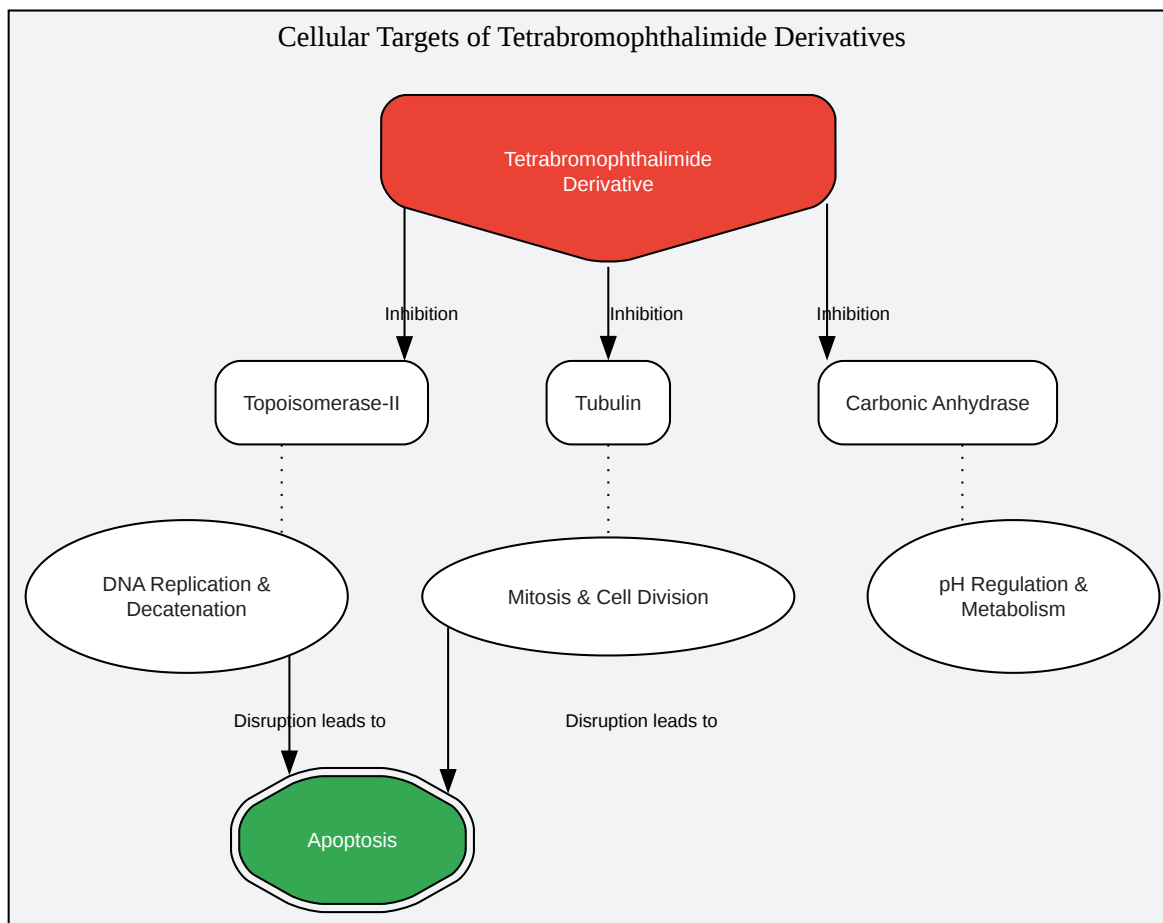 Cellular Targets of Tetrabromophthalimide Derivatives
Tetrabromophthalimide
Derivative
Inhibition
Inhibition
Inhibition
Topoisomerase-II
Tubulin
Carbonic Anhydrase
DNA Replication &
Decatenation
Mitosis & Cell Division
pH Regulation &
Metabolism
Disruption leads to
Disruption leads to
Apoptosis